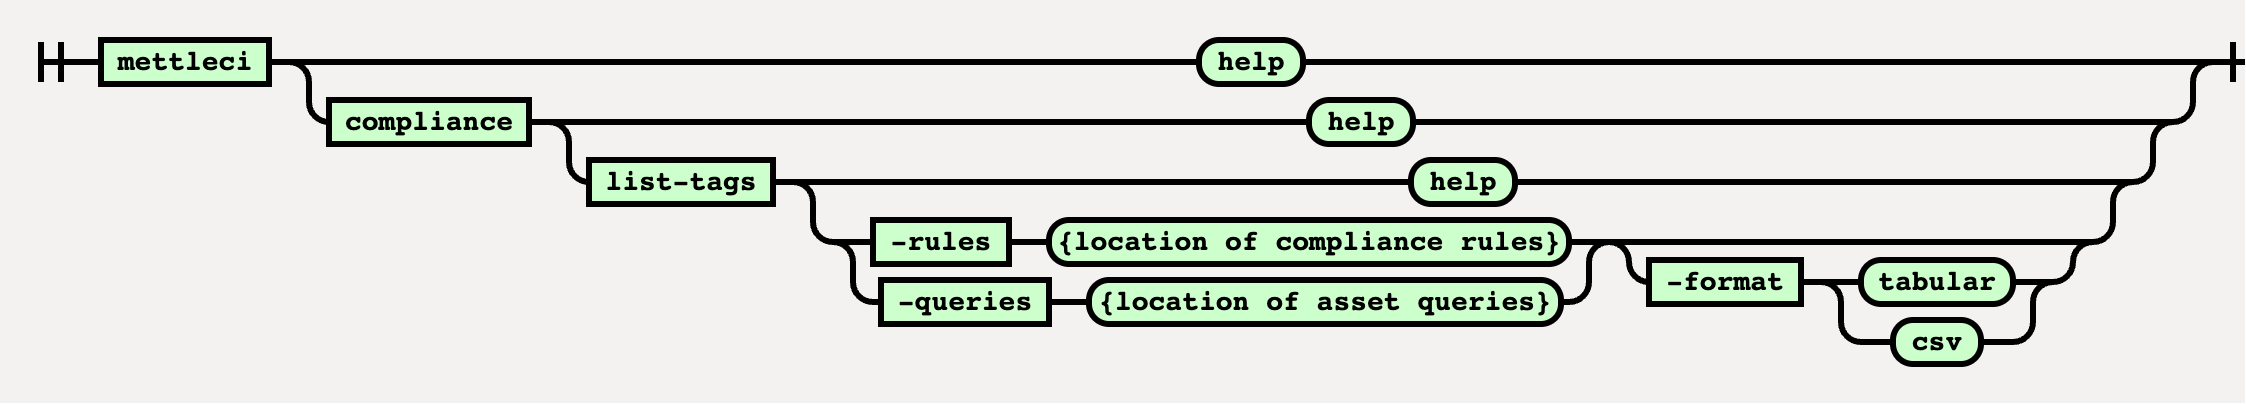 mettleci help
compliance help
list-tags help
-rules {location of compliance rules}
-format tabular
-queries {location of asset queries}
csv